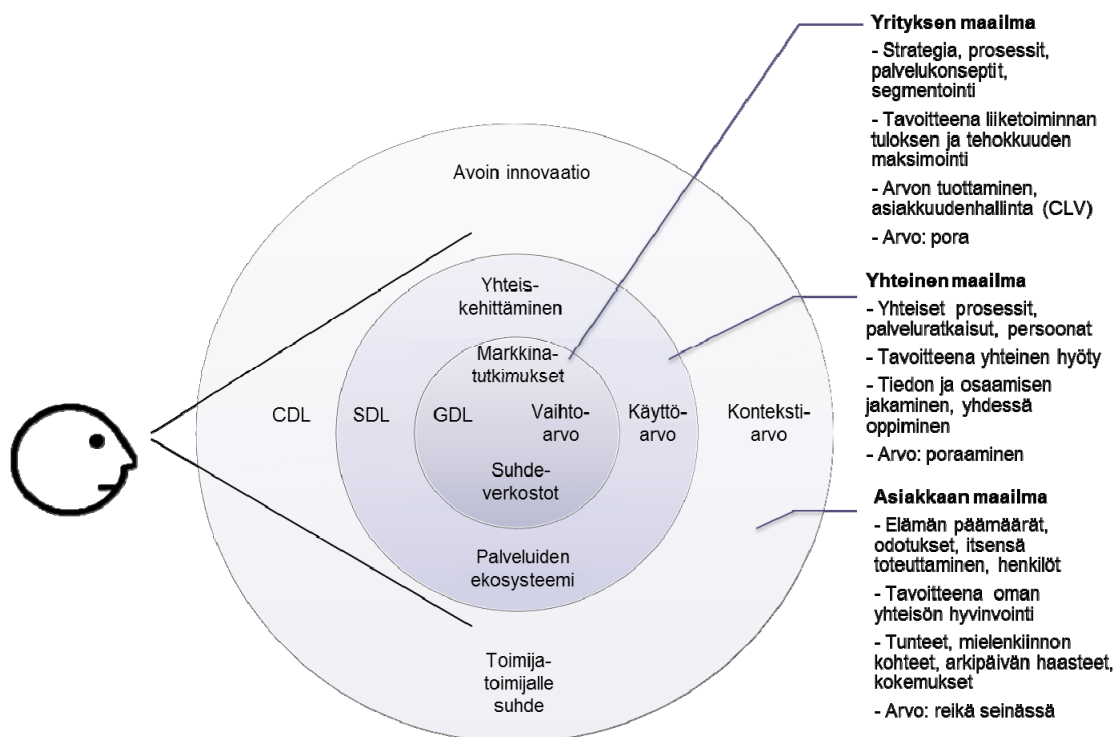 Avoin innovaatio
Yhteis-
kehittäminen
Markkina-
tutkimukset
CDL
SDL
GDL
Vaihto-
arvo
Käyttö-
arvo
Konteksti-
arvo
Suhde-
verkostot
Palveluiden
ekosysteemi
Toimija-
toimijalle
suhde
Yrityksen maailma
- Strategia, prosessit,
palvelukonseptit,
segmentointi
- Tavoitteena liiketoiminnan
tuloksen ja tehokkuuden
maksimointi
- Arvon tuottaminen,
asiakkuudenhallinta (CLV)
- Arvo: pora
Yhteinen maailma
- Yhteiset prosessit,
palveluratkaisut, persoonat
- Tavoitteena yhteinen hyöty
- Tiedon ja osaamisen
jakaminen, yhdessä
oppiminen
- Arvo: poraaminen
Asiakkaan maailma
- Elämän päämäärät,
odotukset, itsensä
toteuttaminen, henkilöt
- Tavoitteena oman
yhteisön hyvinvointi
- Tunteet, mielenkiinnon
kohteet, arkipäivän haasteet,
kokemukset
- Arvo: reikä seinässä